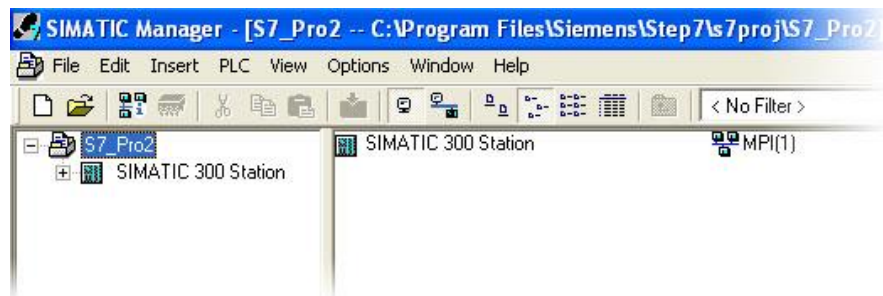 SIMATIC Manager - [S7_Pro2 -- C:\Program Files\Siemens\Step7\s7proj\S7_Pro2]
File Edit Insert PLC View Options Window Help
< No Filter >
S7_Pro2
SIMATIC 300 Station
SIMATIC 300 Station MPI(1)